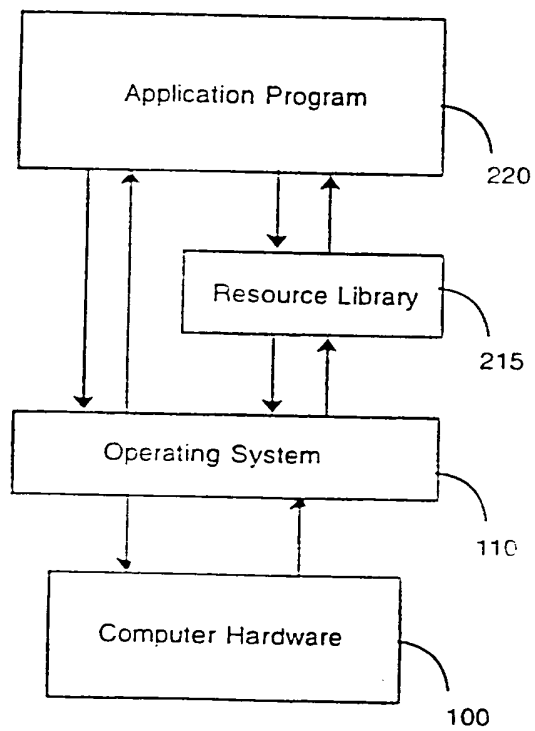 Application Program
220
Resource Library
215
Operating System
110
Computer Hardware
100